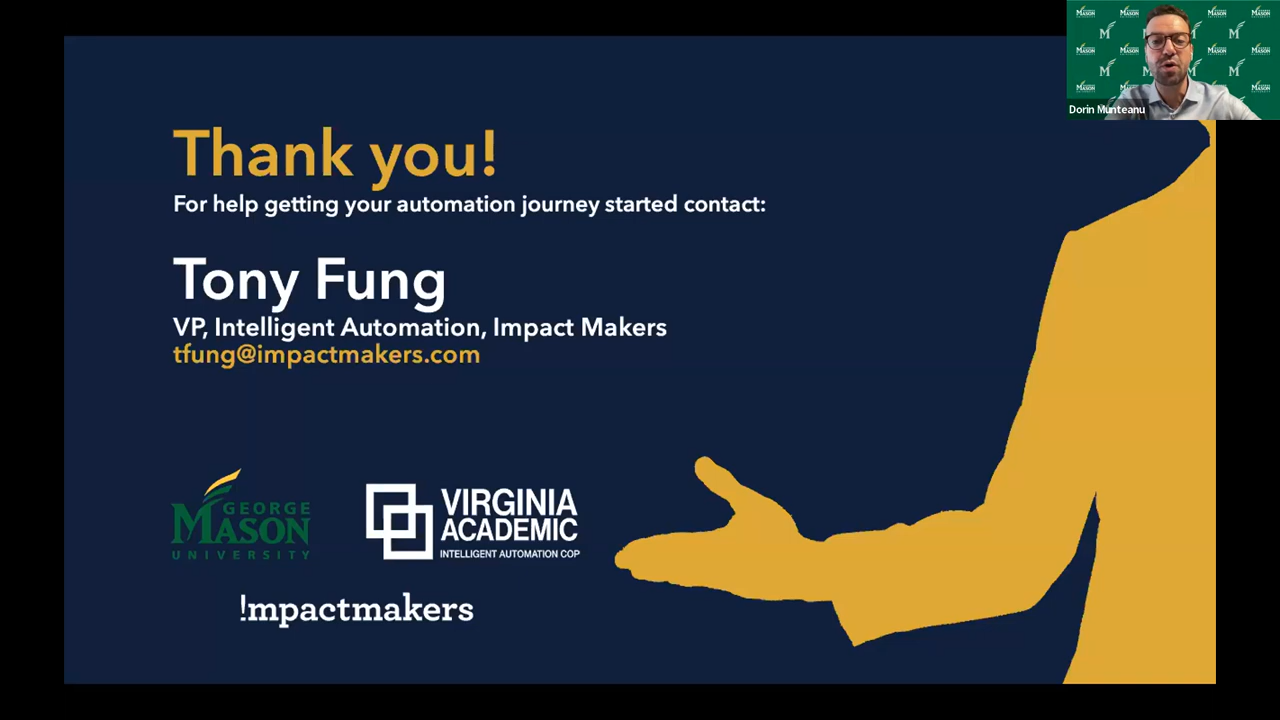 Thank you!
For help getting your automation journey started contact:
Tony Fung
VP, Intelligent Automation, Impact Makers
tfung@impactmakers.com
GEORGE
MASON
UNIVERSITY
VIRGINIA
ACADEMIC
INTELLIGENT AUTOMATION COP
!mpactmakers
Dorin Munteanu